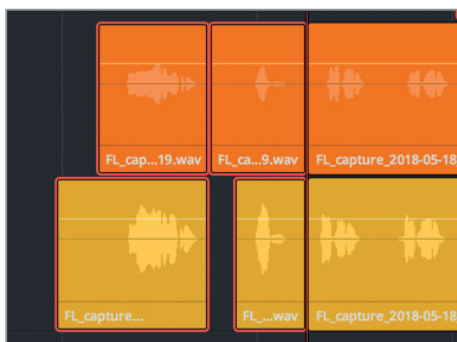 FL_cap...19.wav
FL_ca...9.wav
FL_capture_2018-05-18
FL_capture...
FL_...wav
FL_capture_2018-05-18